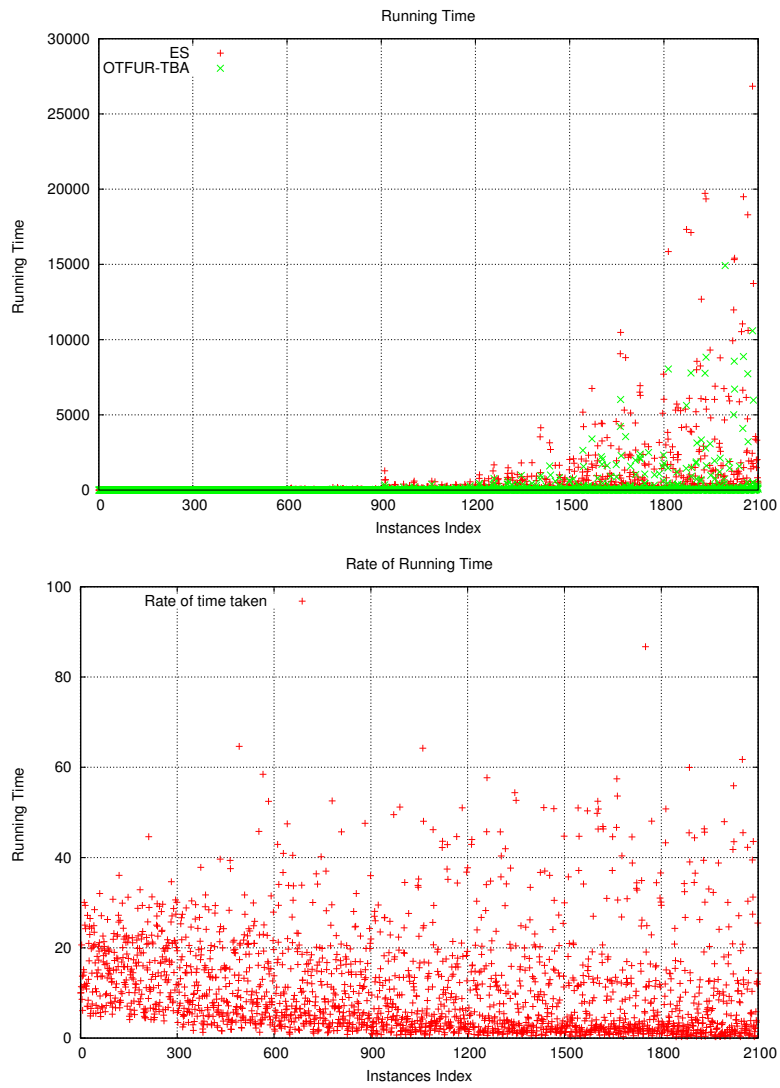 Running Time
30000
ES
OTFUR-TBA
25000
20000
Running Time
15000
10000
5000
0
0 300 600 900 1200 1500 1800 2100
Instances Index
Rate of Running Time
100
Rate of time taken
80
60
Running Time
40
20
0
0 300 600 900 1200 1500 1800 2100
Instances Index